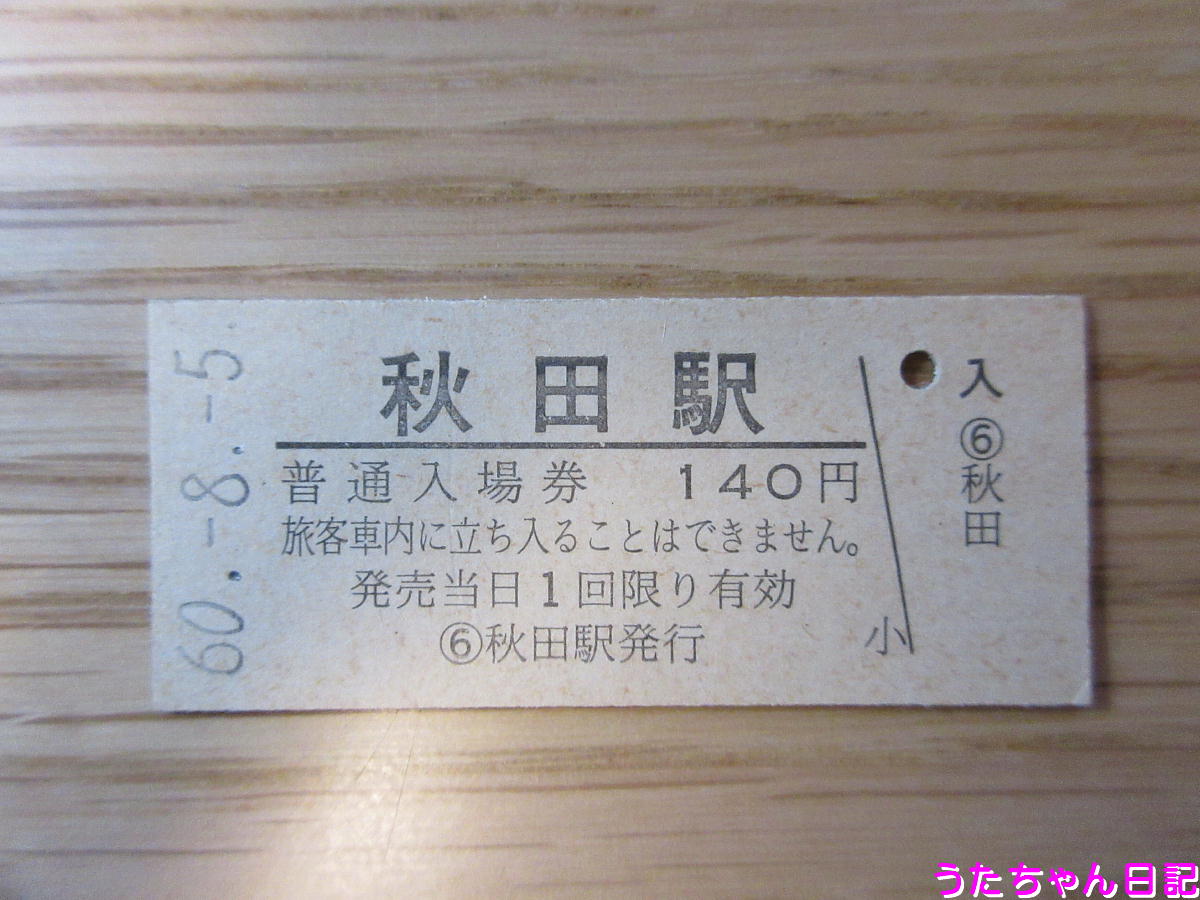 60.-8.-5
秋田駅
普通入場券 140円
旅客車内に立ち入ることはできません。
発売当日1回限り有効
⑥秋田駅発行
小
入
⑥
秋田
うたちゃん日記